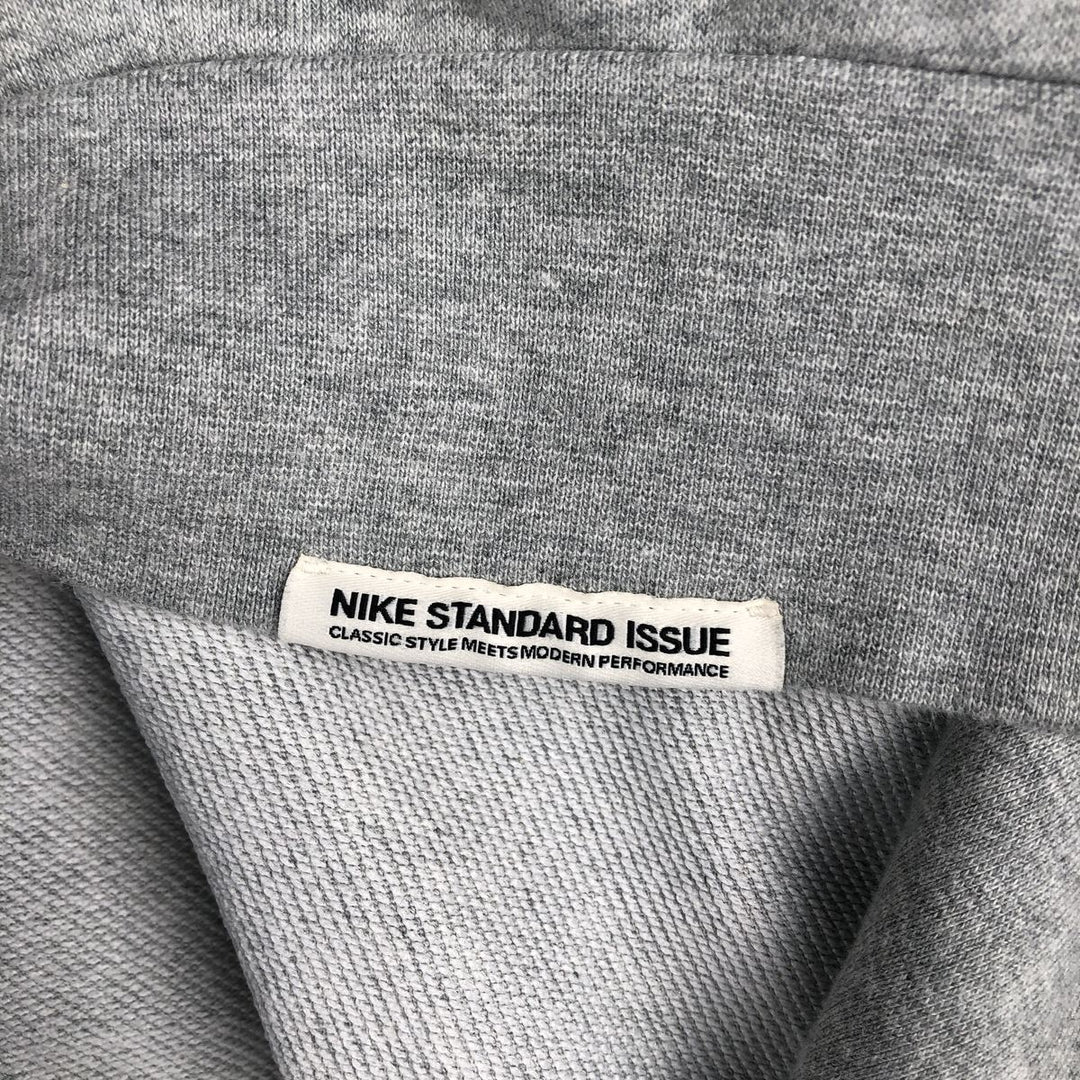 NIKE STANDARD ISSUE
CLASSIC STYLE MEETS MODERN PERFORMANCE